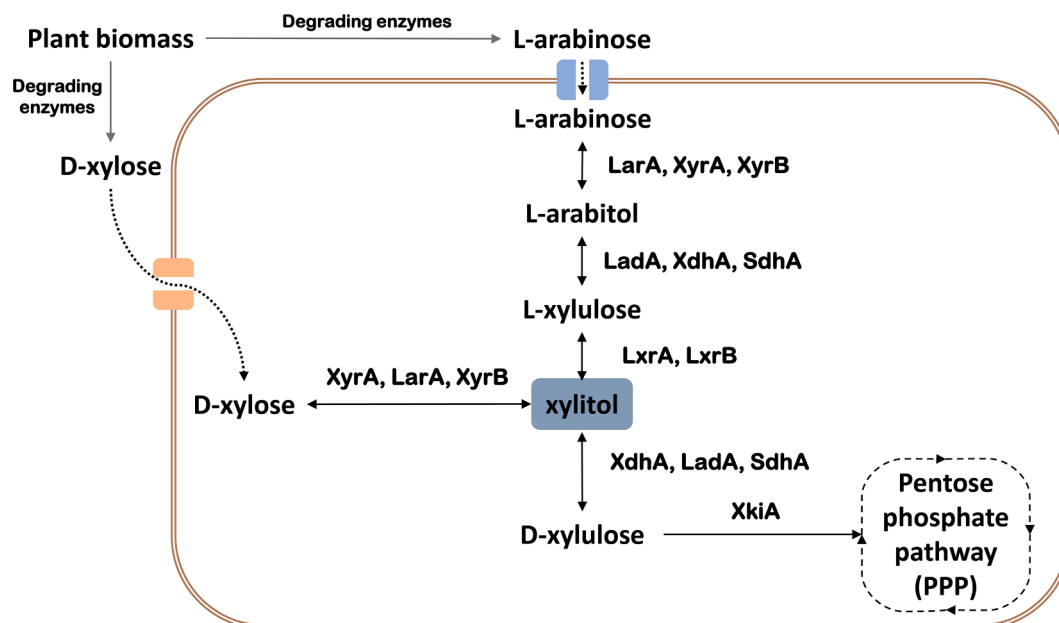 Degrading enzymes
Plant biomass
L-arabinose
Degrading
enzymes
L-arabinose
D-xylose
LarA, XyrA, XyrB
L-arabitol
LadA, XdhA, SdhA
L-xylulose
LxrA, LxrB
XyrA, LarA, XyrB
D-xylose
xylitol
XdhA, LadA, SdhA
D-xylulose
XkiA
Pentose
phosphate
pathway
(PPP)